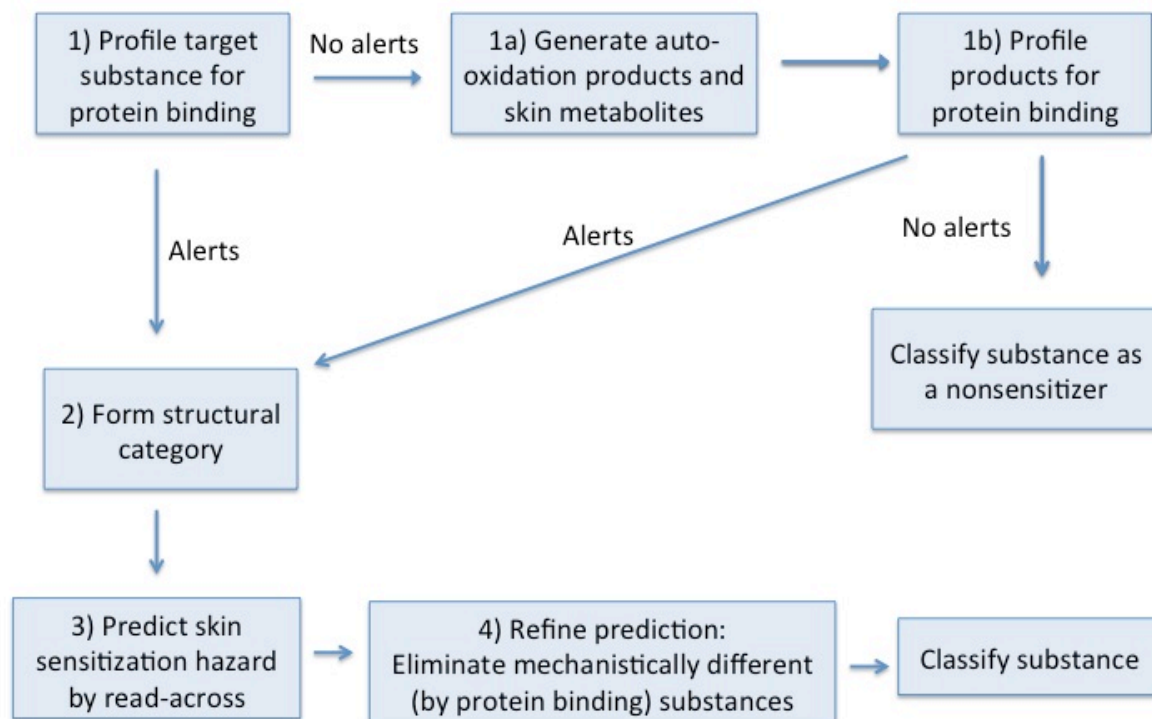 1) Profile target
substance for
protein binding
No alerts
1a) Generate auto-
oxidation products and
skin metabolites
1b) Profile
products for
protein binding
Alerts
Alerts
No alerts
Classify substance as
a nonsensitizer
2) Form structural
category
3) Predict skin
sensitization hazard
by read-across
4) Refine prediction:
Eliminate mechanistically different
(by protein binding) substances
Classify substance